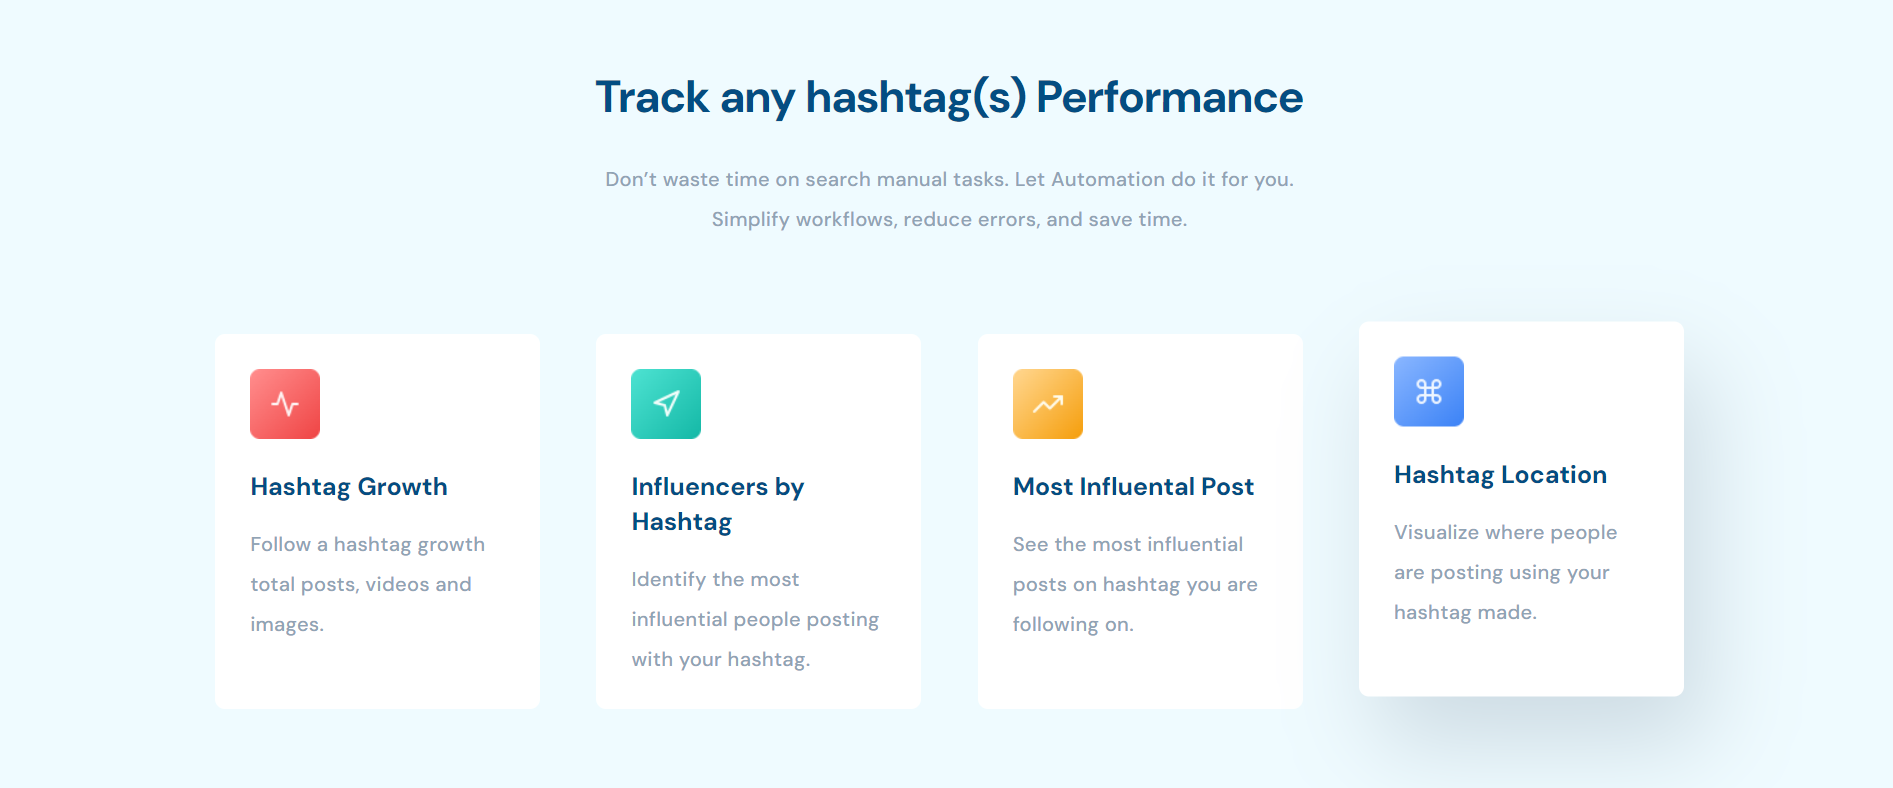 Track any hashtag(s) Performance
Don’t waste time on search manual tasks. Let Automation do it for you.
Simplify workflows, reduce errors, and save time.
Hashtag Growth
Follow a hashtag growth
total posts, videos and
images.
Influencers by
Hashtag
Identify the most
influential people posting
with your hashtag.
Most Influental Post
See the most influential
posts on hashtag you are
following on.
Hashtag Location
Visualize where people
are posting using your
hashtag made.